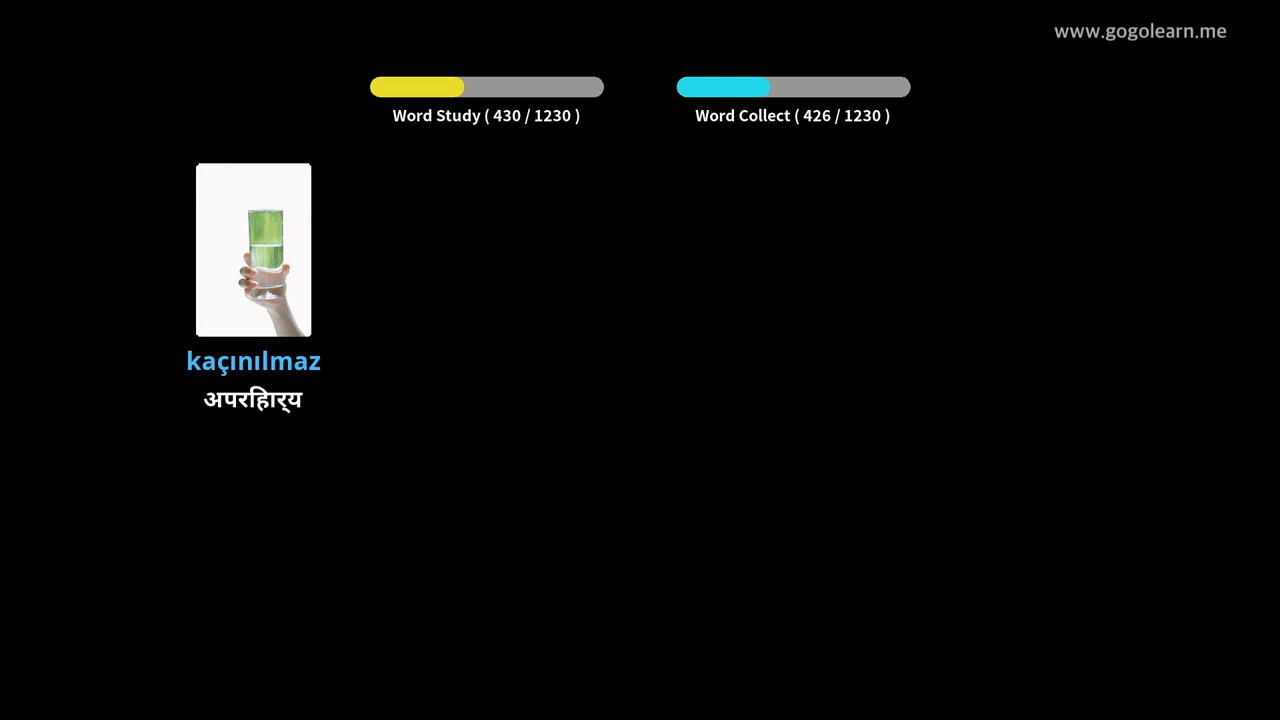 www.gogolearn.me
Word Study ( 430 / 1230 )
Word Collect ( 426 / 1230 )
kaçınılmaz
अपरिहार्य